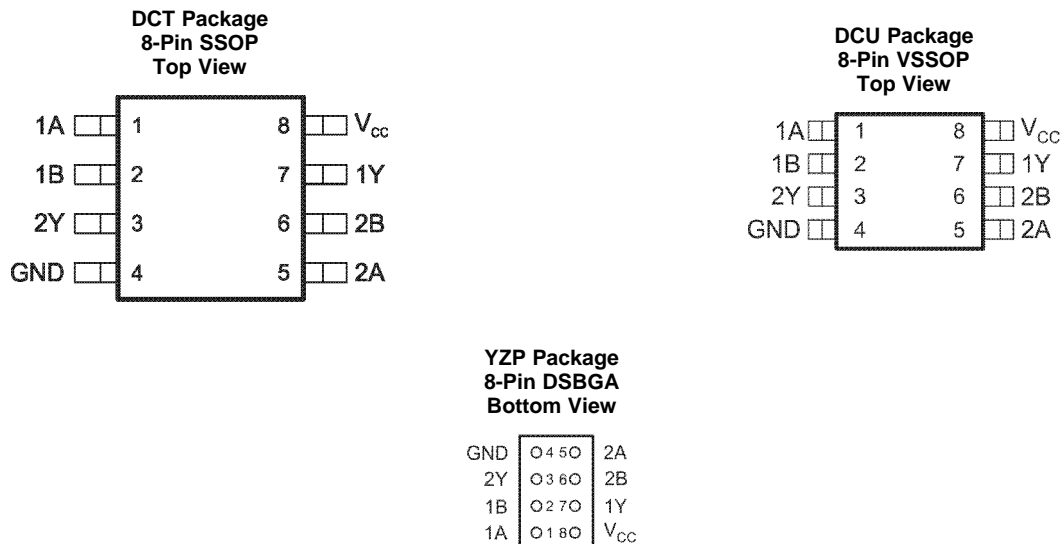 DCT Package
8-Pin SSOP
Top View
1A 1 8 VCC
1B 2 7 1Y
2Y 3 6 2B
GND 4 5 2A
DCU Package
8-Pin VSSOP
Top View
1A 1 8 VCC
1B 2 7 1Y
2Y 3 6 2B
GND 4 5 2A
YZP Package
8-Pin DSBGA
Bottom View
GND 4 5 2A
2Y 3 6 2B
1B 2 7 1Y
1A 1 8 VCC